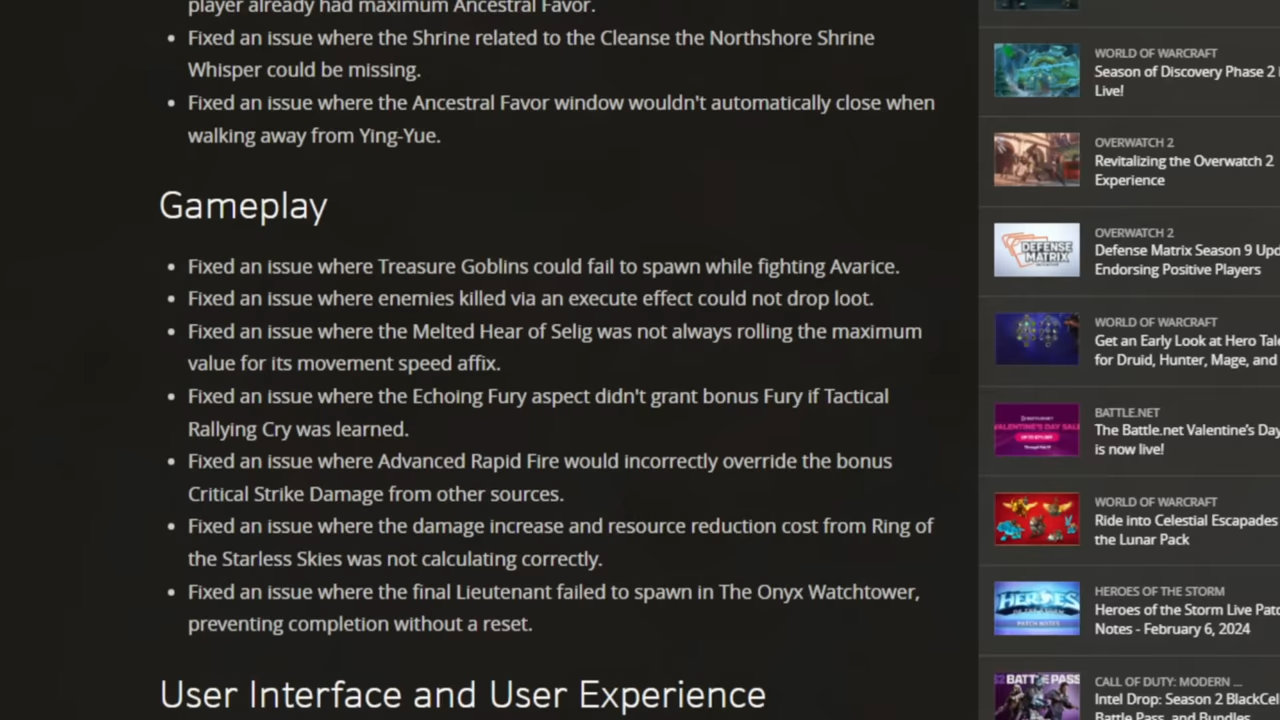 player already had maximum Ancestral Favor.
Fixed an issue where the Shrine related to the Cleanse the Northshore Shrine
Whisper could be missing.
Fixed an issue where the Ancestral Favor window wouldn't automatically close when
walking away from Ying-Yue.
Gameplay
Fixed an issue where Treasure Goblins could fail to spawn while fighting Avarice.
Fixed an issue where enemies killed via an execute effect could not drop loot.
Fixed an issue where the Melted Hear of Selig was not always rolling the maximum
value for its movement speed affix.
Fixed an issue where the Echoing Fury aspect didn't grant bonus Fury if Tactical
Rallying Cry was learned.
Fixed an issue where Advanced Rapid Fire would incorrectly override the bonus
Critical Strike Damage from other sources.
Fixed an issue where the damage increase and resource reduction cost from Ring of
the Starless Skies was not calculating correctly.
Fixed an issue where the final Lieutenant failed to spawn in The Onyx Watchtower,
preventing completion without a reset.
User Interface and User Experience
WORLD OF WARCRAFT
Season of Discovery Phase 2 i
Live!
OVERWATCH 2
Revitalizing the Overwatch 2
Experience
DEFENSE
MATRIX
OVERWATCH 2
Defense Matrix Season 9 Upd
Endorsing Positive Players
WORLD OF WARCRAFT
Get an Early Look at Hero Tale
for Druid, Hunter, Mage, and
VALENTINE'S DAY SALE
BATTLE.NET
The Battle.net Valentine's Day
is now live!
WORLD OF WARCRAFT
Ride into Celestial Escapades
the Lunar Pack
HEROES
PATCH NOTES
HEROES OF THE STORM
Heroes of the Storm Live Patc
Notes - February 6, 2024
BATTLE PASS
CALL OF DUTY: MODERN ...
Intel Drop: Season 2 BlackCel
Battle Pass, and Bundles